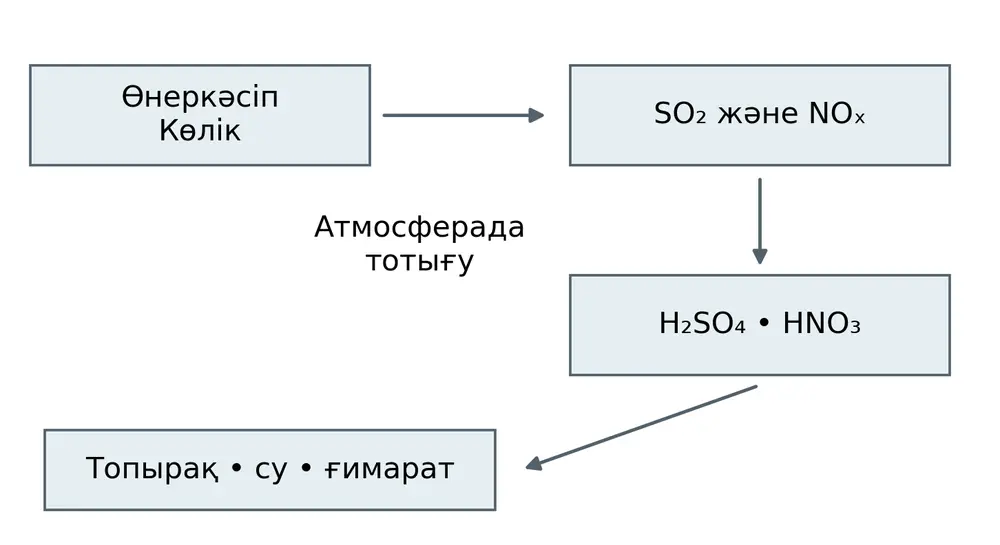 Өнеркәсіп
Көлік
SO₂ және NOₓ
Атмосферада
тотығу
H₂SO₄ • HNO₃
Топырақ • су • ғимарат